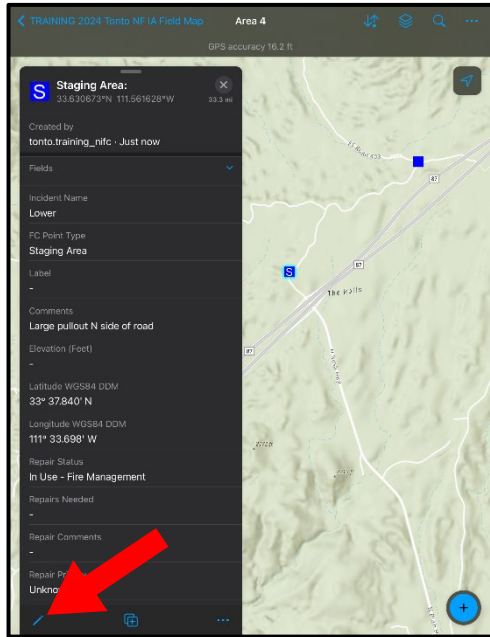 TRAINING 2024 Tonto NF IA Field Map
Area 4
GPS accuracy 16.2 ft
S
Staging Area:
33.630673°N 111.561628°W
33.3 mi
Created by
tonto.training_nifc · Just now
Fields
Incident Name
Lower
FC Point Type
Staging Area
Label
-
Comments
Large pullout N side of road
Elevation (Feet)
-
Latitude WGS84 DDM
33° 37.840' N
Longitude WGS84 DDM
111° 33.698' W
Repair Status
In Use - Fire Management
Repairs Needed
-
Repair Comments
-
Repair
87
S
87
The Rolls
87